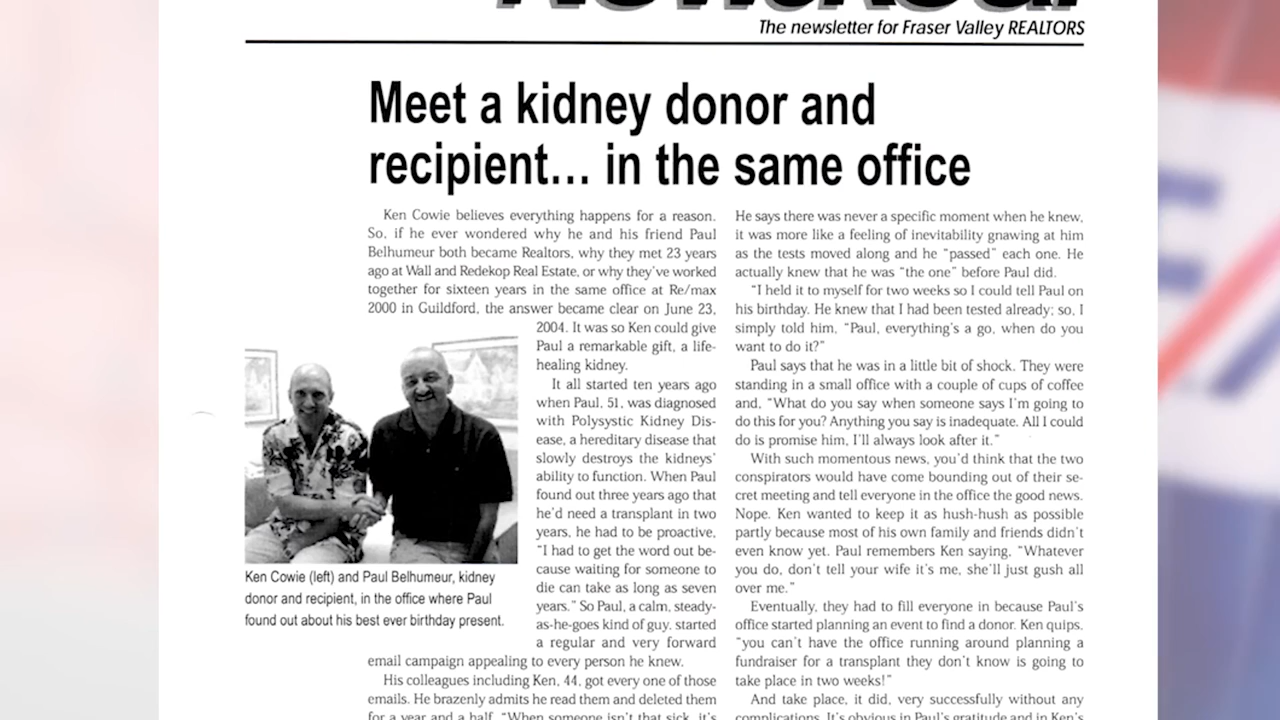 The newsletter for Fraser Valley REALTORS
Meet a kidney donor and
recipient... in the same office
Ken Cowie believes everything happens for a reason.
So, if he ever wondered why he and his friend Paul
Belhumeur both became Realtors, why they met 23 years
ago at Wall and Redekop Real Estate, or why they've worked
together for sixteen years in the same office at Re/max
2000 in Guildford, the answer became clear on June 23,
2004. It was so Ken could give
Paul a remarkable gift, a life-
healing kidney.
It all started ten years ago
when Paul, 51, was diagnosed
with Polysystic Kidney Dis-
ease, a hereditary disease that
slowly destroys the kidneys'
ability to function. When Paul
found out three years ago that
he'd need a transplant in two
years, he had to be proactive,
"I had to get the word out be-
cause waiting for someone to
die can take as long as seven
years." So Paul, a calm, steady-
as-he-goes kind of guy, started
a regular and very forward
email campaign appealing to every person he knew.
His colleagues including Ken, 44, got every one of those
emails. He brazenly admits he read them and deleted them
for a year and a half. "When someone isn't that sick, it's
Ken Cowie (left) and Paul Belhumeur, kidney
donor and recipient, in the office where Paul
found out about his best ever birthday present.
He says there was never a specific moment when he knew,
it was more like a feeling of inevitability gnawing at him
as the tests moved along and he "passed" each one. He
actually knew that he was "the one" before Paul did.
"I held it to myself for two weeks so I could tell Paul on
his birthday. He knew that I had been tested already; so, I
simply told him, "Paul, everything's a go, when do you
want to do it?"
Paul says that he was in a little bit of shock. They were
standing in a small office with a couple of cups of coffee
and, "What do you say when someone says I'm going to
do this for you? Anything you say is inadequate. All I could
do is promise him, I'll always look after it."
With such momentous news, you'd think that the two
conspirators would have come bounding out of their se-
cret meeting and tell everyone in the office the good news.
Nope. Ken wanted to keep it as hush-hush as possible
partly because most of his own family and friends didn't
even know yet. Paul remembers Ken saying, "Whatever
you do, don't tell your wife it's me, she'll just gush all
over me."
Eventually, they had to fill everyone in because Paul's
office started planning an event to find a donor. Ken quips,
"you can't have the office running around planning a
fundraiser for a transplant they don't know is going to
take place in two weeks!"
And take place, it did, very successfully without any
complications. It's obvious in Paul's gratitude and in Ken's